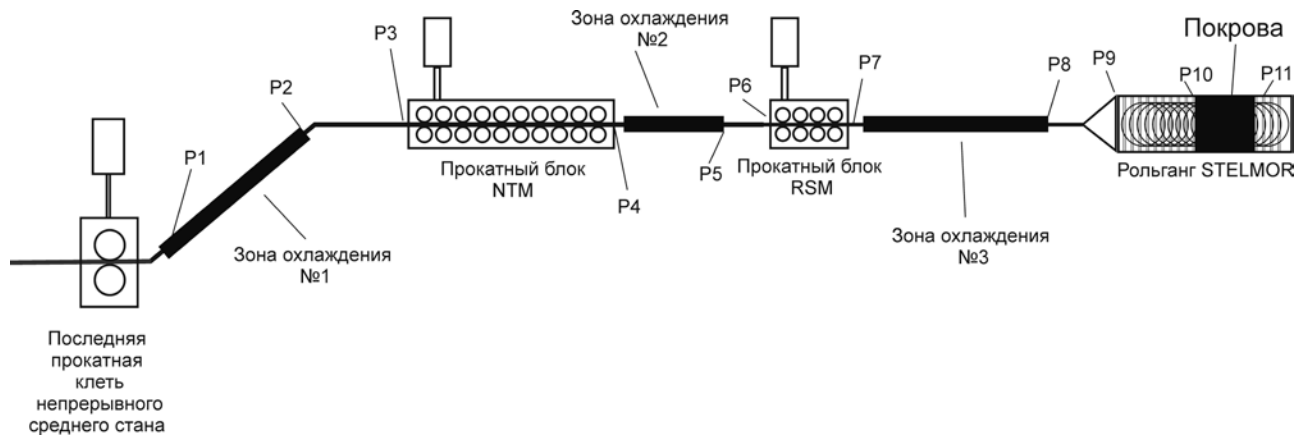 Последняя
прокатная
клеть
непрерывного
среднего стана
P1
Зона охлаждения
№1
P2
P3
Прокатный блок
NTM
P4
Зона охлаждения
№2
P5
P6
Прокатный блок
RSM
P7
Зона охлаждения
№3
P8
P9
Покрова
P10
P11
Рольганг STELMOR